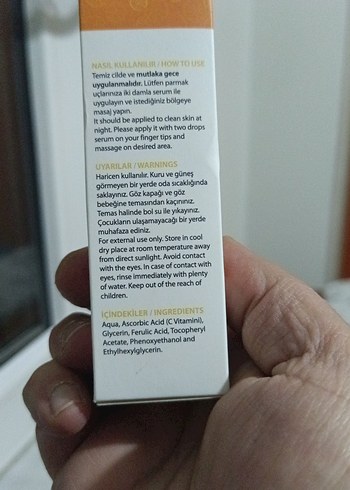 NASIL KULLANILIR / HOW TO USE
Temiz cilde ve mutlaka gece
uygulanmalıdır. Lütfen parmak
uçlarınıza iki damla serum ile
uygulayın ve istediğiniz bölgeye
masaj yapın.
It should be applied to clean skin at
night. Please apply it with two drops
serum on your finger tips and
massage on desired area.
UYARILAR / WARNINGS
Haricen kullanılır. Kuru ve güneş
görmeyen bir yerde oda sıcaklığında
saklayınız. Göz kapağı ve göz
bebeğine temasından kaçınınız.
Temas halinde bol su ile yıkayınız.
Çocukların ulaşamayacağı bir yerde
muhafaza ediniz.
For external use only. Store in cool
dry place at room temperature away
from direct sunlight. Avoid contact
with the eyes. In case of contact with
eyes, rinse immediately with plenty
of water. Keep out of the reach of
children.
İÇİNDEKİLER / INGREDIENTS
Aqua, Ascorbic Acid (C Vitamini),
Glycerin, Ferulic Acid, Tocopheryl
Acetate, Phenoxyethanol and
Ethylhexylglycerin.